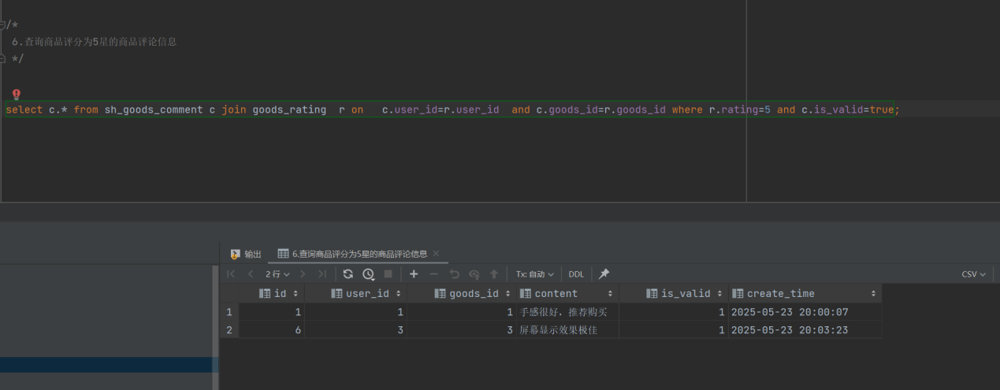 /*
6.查询商品评分为5星的商品评论信息
*/
select c.* from sh_goods_comment c join goods_rating  r on   c.user_id=r.user_id  and c.goods_id=r.goods_id where r.rating=5 and c.is_valid=true;
输出 6.查询商品评分为5星的商品评论信息
2 行 Tx: 自动 DDL CSV
id user_id goods_id content is_valid create_time
1 1 1 1 手感很好，推荐购买 1 2025-05-23 20:00:07
2 6 3 3 屏幕显示效果极佳 1 2025-05-23 20:03:23